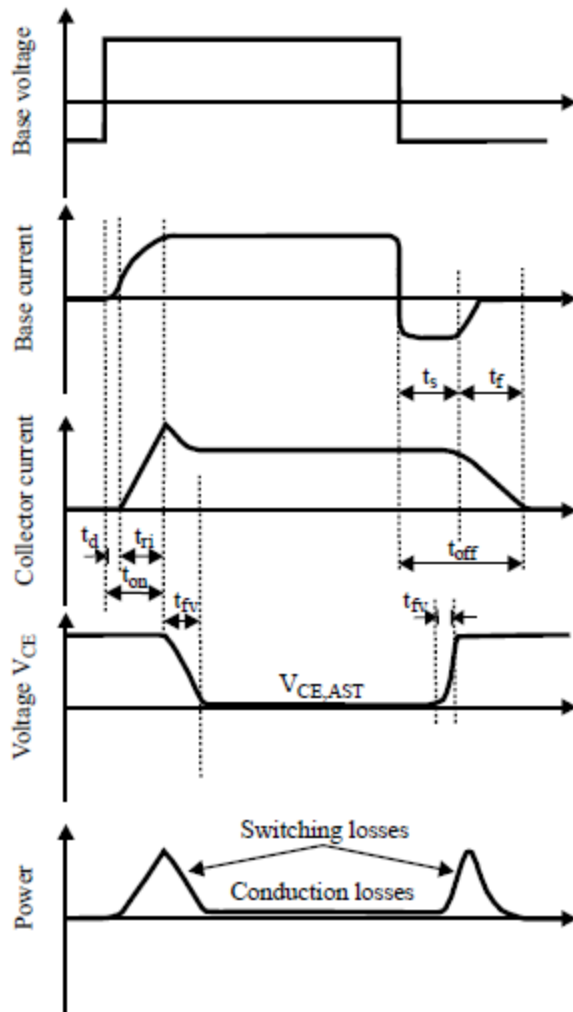 Base voltage
Base current
t_s
t_f
Collector current
t_d
t_ri
t_on
t_off
t_fv
t_fv
Voltage V_CE
V_CE,AST
Power
Switching losses
Conduction losses